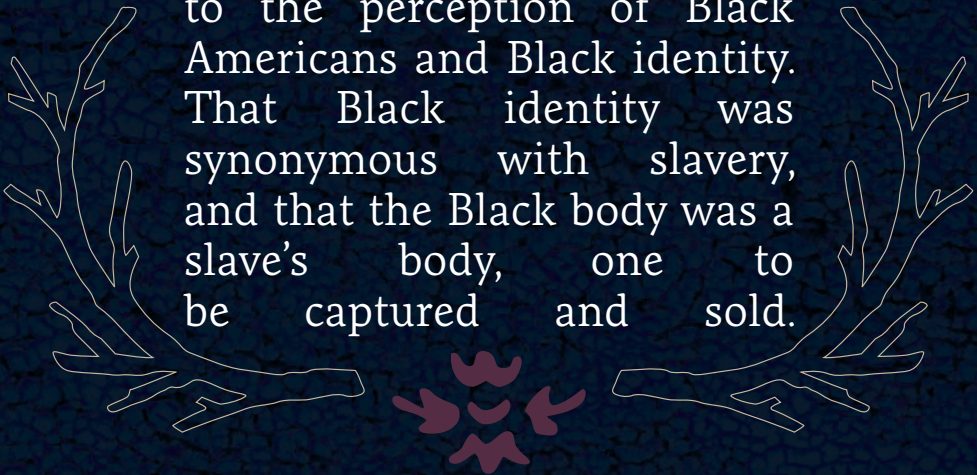 to the perception of Black
Americans and Black identity.
That Black identity was
synonymous with slavery,
and that the Black body was a
slave’s body, one to
be captured and sold.